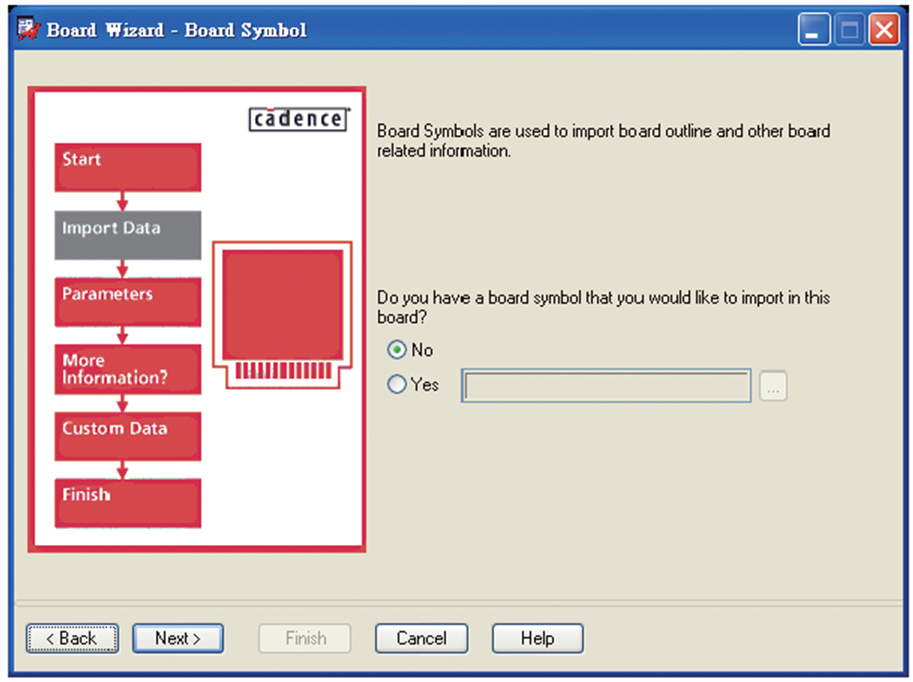 Board Wizard - Board Symbol
cādence
Start
Import Data
Parameters
More
Information?
Custom Data
Finish
Board Symbols are used to import board outline and other board
related information.
Do you have a board symbol that you would like to import in this
board?
No
Yes
...
< Back
Next >
Finish
Cancel
Help